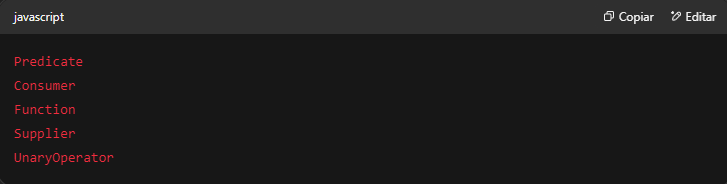 javascript Copiar Editar
Predicate
Consumer
Function
Supplier
UnaryOperator